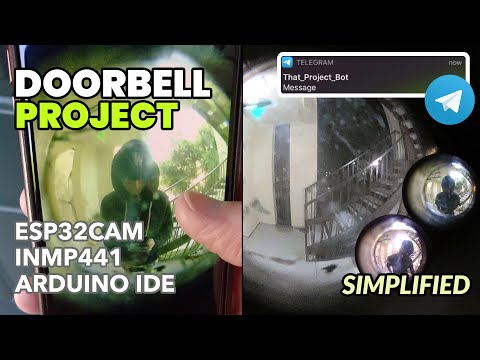 DOORBELL
PROJECT
ESP32CAM
INMP441
ARDUINO IDE
TELEGRAM
now
That_Project_Bot
Message
SIMPLIFIED